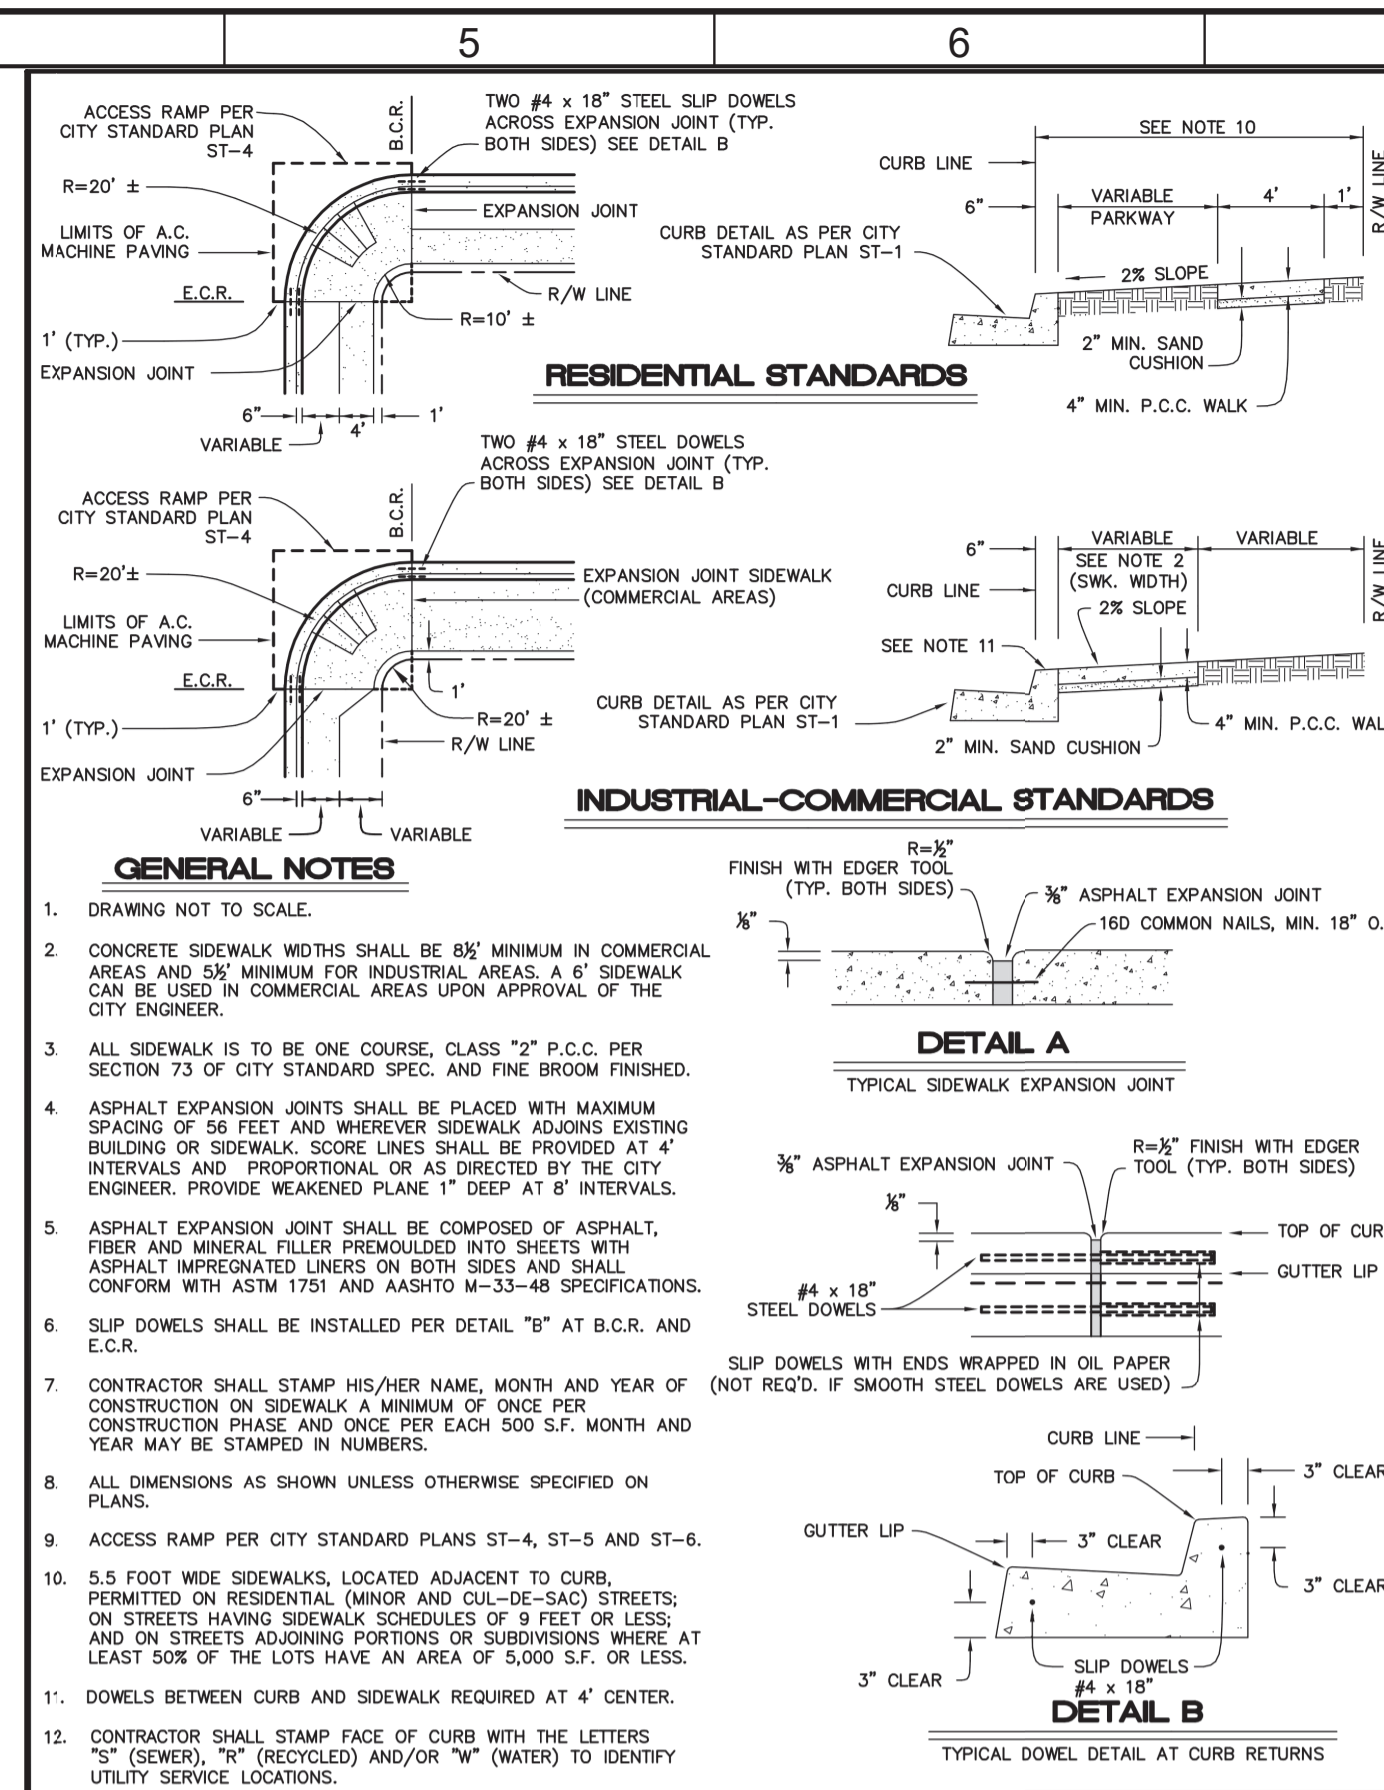 5
6
ACCESS RAMP PER
CITY STANDARD PLAN
ST-4
B.C.R.
TWO #4 x 18" STEEL SLIP DOWELS
ACROSS EXPANSION JOINT (TYP.
BOTH SIDES) SEE DETAIL B
R=20' ±
EXPANSION JOINT
LIMITS OF A.C.
MACHINE PAVING
E.C.R.
R/W LINE
R=10' ±
1' (TYP.)
EXPANSION JOINT
6"
4'
1'
VARIABLE
SEE NOTE 10
CURB LINE
R/W LINE
6"
VARIABLE
PARKWAY
4'
1'
CURB DETAIL AS PER CITY
STANDARD PLAN ST-1
2% SLOPE
2" MIN. SAND
CUSHION
4" MIN. P.C.C. WALK
RESIDENTIAL STANDARDS
TWO #4 x 18" STEEL DOWELS
ACROSS EXPANSION JOINT (TYP.
BOTH SIDES) SEE DETAIL B
ACCESS RAMP PER
CITY STANDARD PLAN
ST-4
B.C.R.
R=20'±
EXPANSION JOINT SIDEWALK
(COMMERCIAL AREAS)
LIMITS OF A.C.
MACHINE PAVING
E.C.R.
1'
R=20' ±
R/W LINE
1' (TYP.)
EXPANSION JOINT
6"
VARIABLE
VARIABLE
6"
VARIABLE
SEE NOTE 2
(SWK. WIDTH)
VARIABLE
R/W LINE
CURB LINE
2% SLOPE
SEE NOTE 11
CURB DETAIL AS PER CITY
STANDARD PLAN ST-1
4" MIN. P.C.C. WAL
2" MIN. SAND CUSHION
INDUSTRIAL-COMMERCIAL STANDARDS
GENERAL NOTES
1. DRAWING NOT TO SCALE.
2. CONCRETE SIDEWALK WIDTHS SHALL BE 8½' MINIMUM IN COMMERCIAL
AREAS AND 5½' MINIMUM FOR INDUSTRIAL AREAS. A 6' SIDEWALK
CAN BE USED IN COMMERCIAL AREAS UPON APPROVAL OF THE
CITY ENGINEER.
3. ALL SIDEWALK IS TO BE ONE COURSE, CLASS "2" P.C.C. PER
SECTION 73 OF CITY STANDARD SPEC. AND FINE BROOM FINISHED.
4. ASPHALT EXPANSION JOINTS SHALL BE PLACED WITH MAXIMUM
SPACING OF 56 FEET AND WHEREVER SIDEWALK ADJOINS EXISTING
BUILDING OR SIDEWALK. SCORE LINES SHALL BE PROVIDED AT 4'
INTERVALS AND PROPORTIONAL OR AS DIRECTED BY THE CITY
ENGINEER. PROVIDE WEAKENED PLANE 1" DEEP AT 8' INTERVALS.
5. ASPHALT EXPANSION JOINT SHALL BE COMPOSED OF ASPHALT,
FIBER AND MINERAL FILLER PREMOULDED INTO SHEETS WITH
ASPHALT IMPREGNATED LINERS ON BOTH SIDES AND SHALL
CONFORM WITH ASTM 1751 AND AASHTO M-33-48 SPECIFICATIONS.
6. SLIP DOWELS SHALL BE INSTALLED PER DETAIL "B" AT B.C.R. AND
E.C.R.
7. CONTRACTOR SHALL STAMP HIS/HER NAME, MONTH AND YEAR OF
CONSTRUCTION ON SIDEWALK A MINIMUM OF ONCE PER
CONSTRUCTION PHASE AND ONCE PER EACH 500 S.F. MONTH AND
YEAR MAY BE STAMPED IN NUMBERS.
8. ALL DIMENSIONS AS SHOWN UNLESS OTHERWISE SPECIFIED ON
PLANS.
9. ACCESS RAMP PER CITY STANDARD PLANS ST-4, ST-5 AND ST-6.
10. 5.5 FOOT WIDE SIDEWALKS, LOCATED ADJACENT TO CURB,
PERMITTED ON RESIDENTIAL (MINOR AND CUL-DE-SAC) STREETS;
ON STREETS HAVING SIDEWALK SCHEDULES OF 9 FEET OR LESS;
AND ON STREETS ADJOINING PORTIONS OR SUBDIVISIONS WHERE AT
LEAST 50% OF THE LOTS HAVE AN AREA OF 5,000 S.F. OR LESS.
11. DOWELS BETWEEN CURB AND SIDEWALK REQUIRED AT 4' CENTER.
12. CONTRACTOR SHALL STAMP FACE OF CURB WITH THE LETTERS
"S" (SEWER), "R" (RECYCLED) AND/OR "W" (WATER) TO IDENTIFY
UTILITY SERVICE LOCATIONS.
R=½"
FINISH WITH EDGER TOOL
(TYP. BOTH SIDES)
⅜" ASPHALT EXPANSION JOINT
⅛"
16D COMMON NAILS, MIN. 18" O.
DETAIL A
TYPICAL SIDEWALK EXPANSION JOINT
⅜" ASPHALT EXPANSION JOINT
R=½" FINISH WITH EDGER
TOOL (TYP. BOTH SIDES)
⅛"
TOP OF CUR
GUTTER LIP
#4 x 18"
STEEL DOWELS
SLIP DOWELS WITH ENDS WRAPPED IN OIL PAPER
(NOT REQ'D. IF SMOOTH STEEL DOWELS ARE USED)
CURB LINE
TOP OF CURB
3" CLEAR
GUTTER LIP
3" CLEAR
3" CLEAR
3" CLEAR
SLIP DOWELS
#4 x 18"
DETAIL B
TYPICAL DOWEL DETAIL AT CURB RETURNS